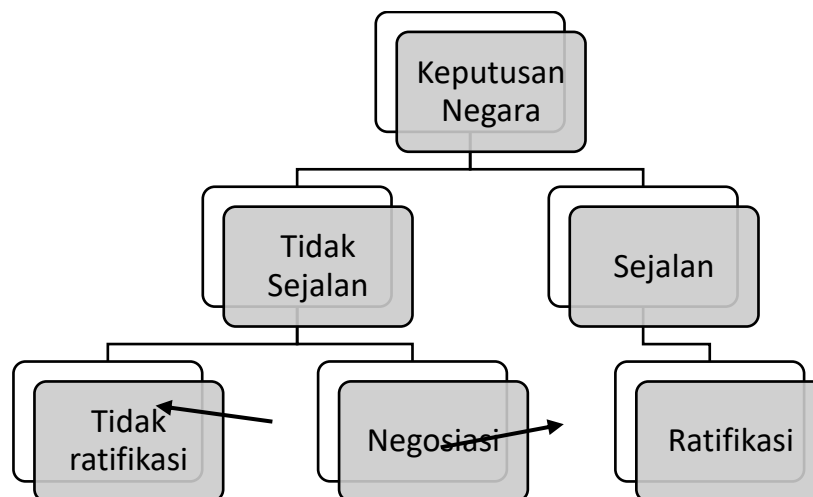 Keputusan
Negara
Tidak
Sejalan
Sejalan
Tidak
ratifikasi
Negosiasi
Ratifikasi